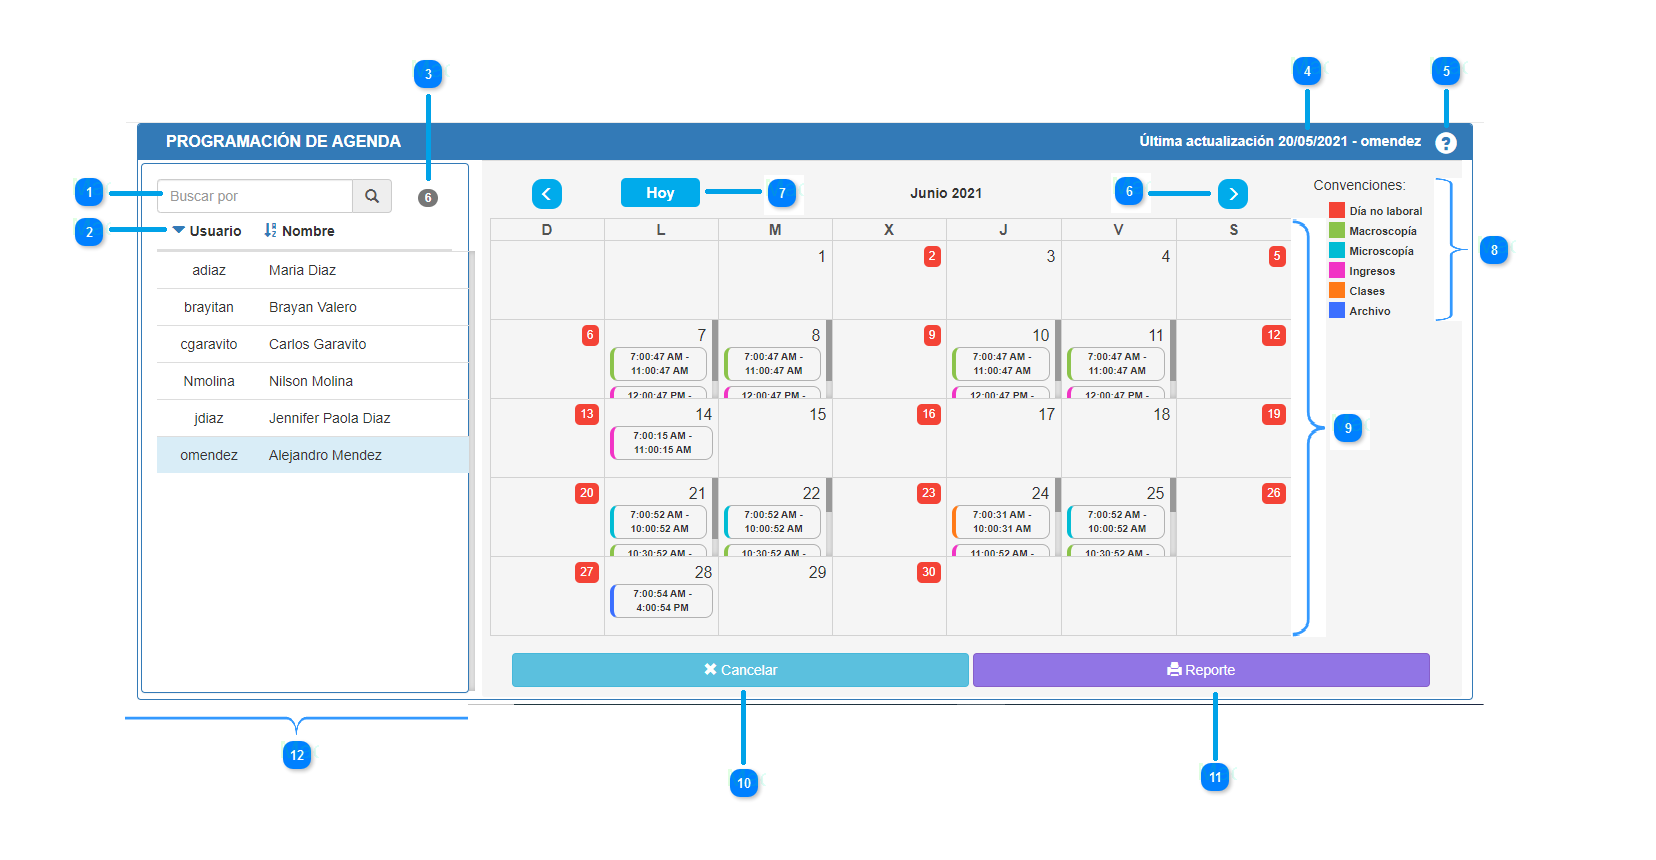 3
4
5
PROGRAMACIÓN DE AGENDA
Última actualización 20/05/2021 - omendez
?
1
Buscar por
6
2
Usuario
Nombre
adiaz Maria Diaz
brayitan Brayan Valero
cgaravito Carlos Garavito
Nmolina Nilson Molina
jdiaz Jennifer Paola Diaz
omendez Alejandro Mendez
Hoy
7
Junio 2021
6
D L M X J V S
1 2 3 4 5
6 7 8 9 10 11 12
7:00:47 AM - 7:00:47 AM - 7:00:47 AM - 7:00:47 AM -
11:00:47 AM 11:00:47 AM 11:00:47 AM 11:00:47 AM
12:00:47 PM - 12:00:47 PM - 12:00:47 PM - 12:00:47 PM -
13 14 15 16 17 18 19
7:00:15 AM -
11:00:15 AM
20 21 22 23 24 25 26
7:00:52 AM - 7:00:52 AM - 7:00:31 AM - 7:00:52 AM -
10:00:52 AM 10:00:52 AM 10:00:31 AM 10:00:52 AM
10:30:52 AM - 10:30:52 AM - 11:00:52 AM - 10:30:52 AM -
27 28 29 30
7:00:54 AM -
4:00:54 PM
Convenciones:
Día no laboral
Macroscopía
Microscopía
Ingresos
Clases
Archivo
8
9
Cancelar
Reporte
12
10
11